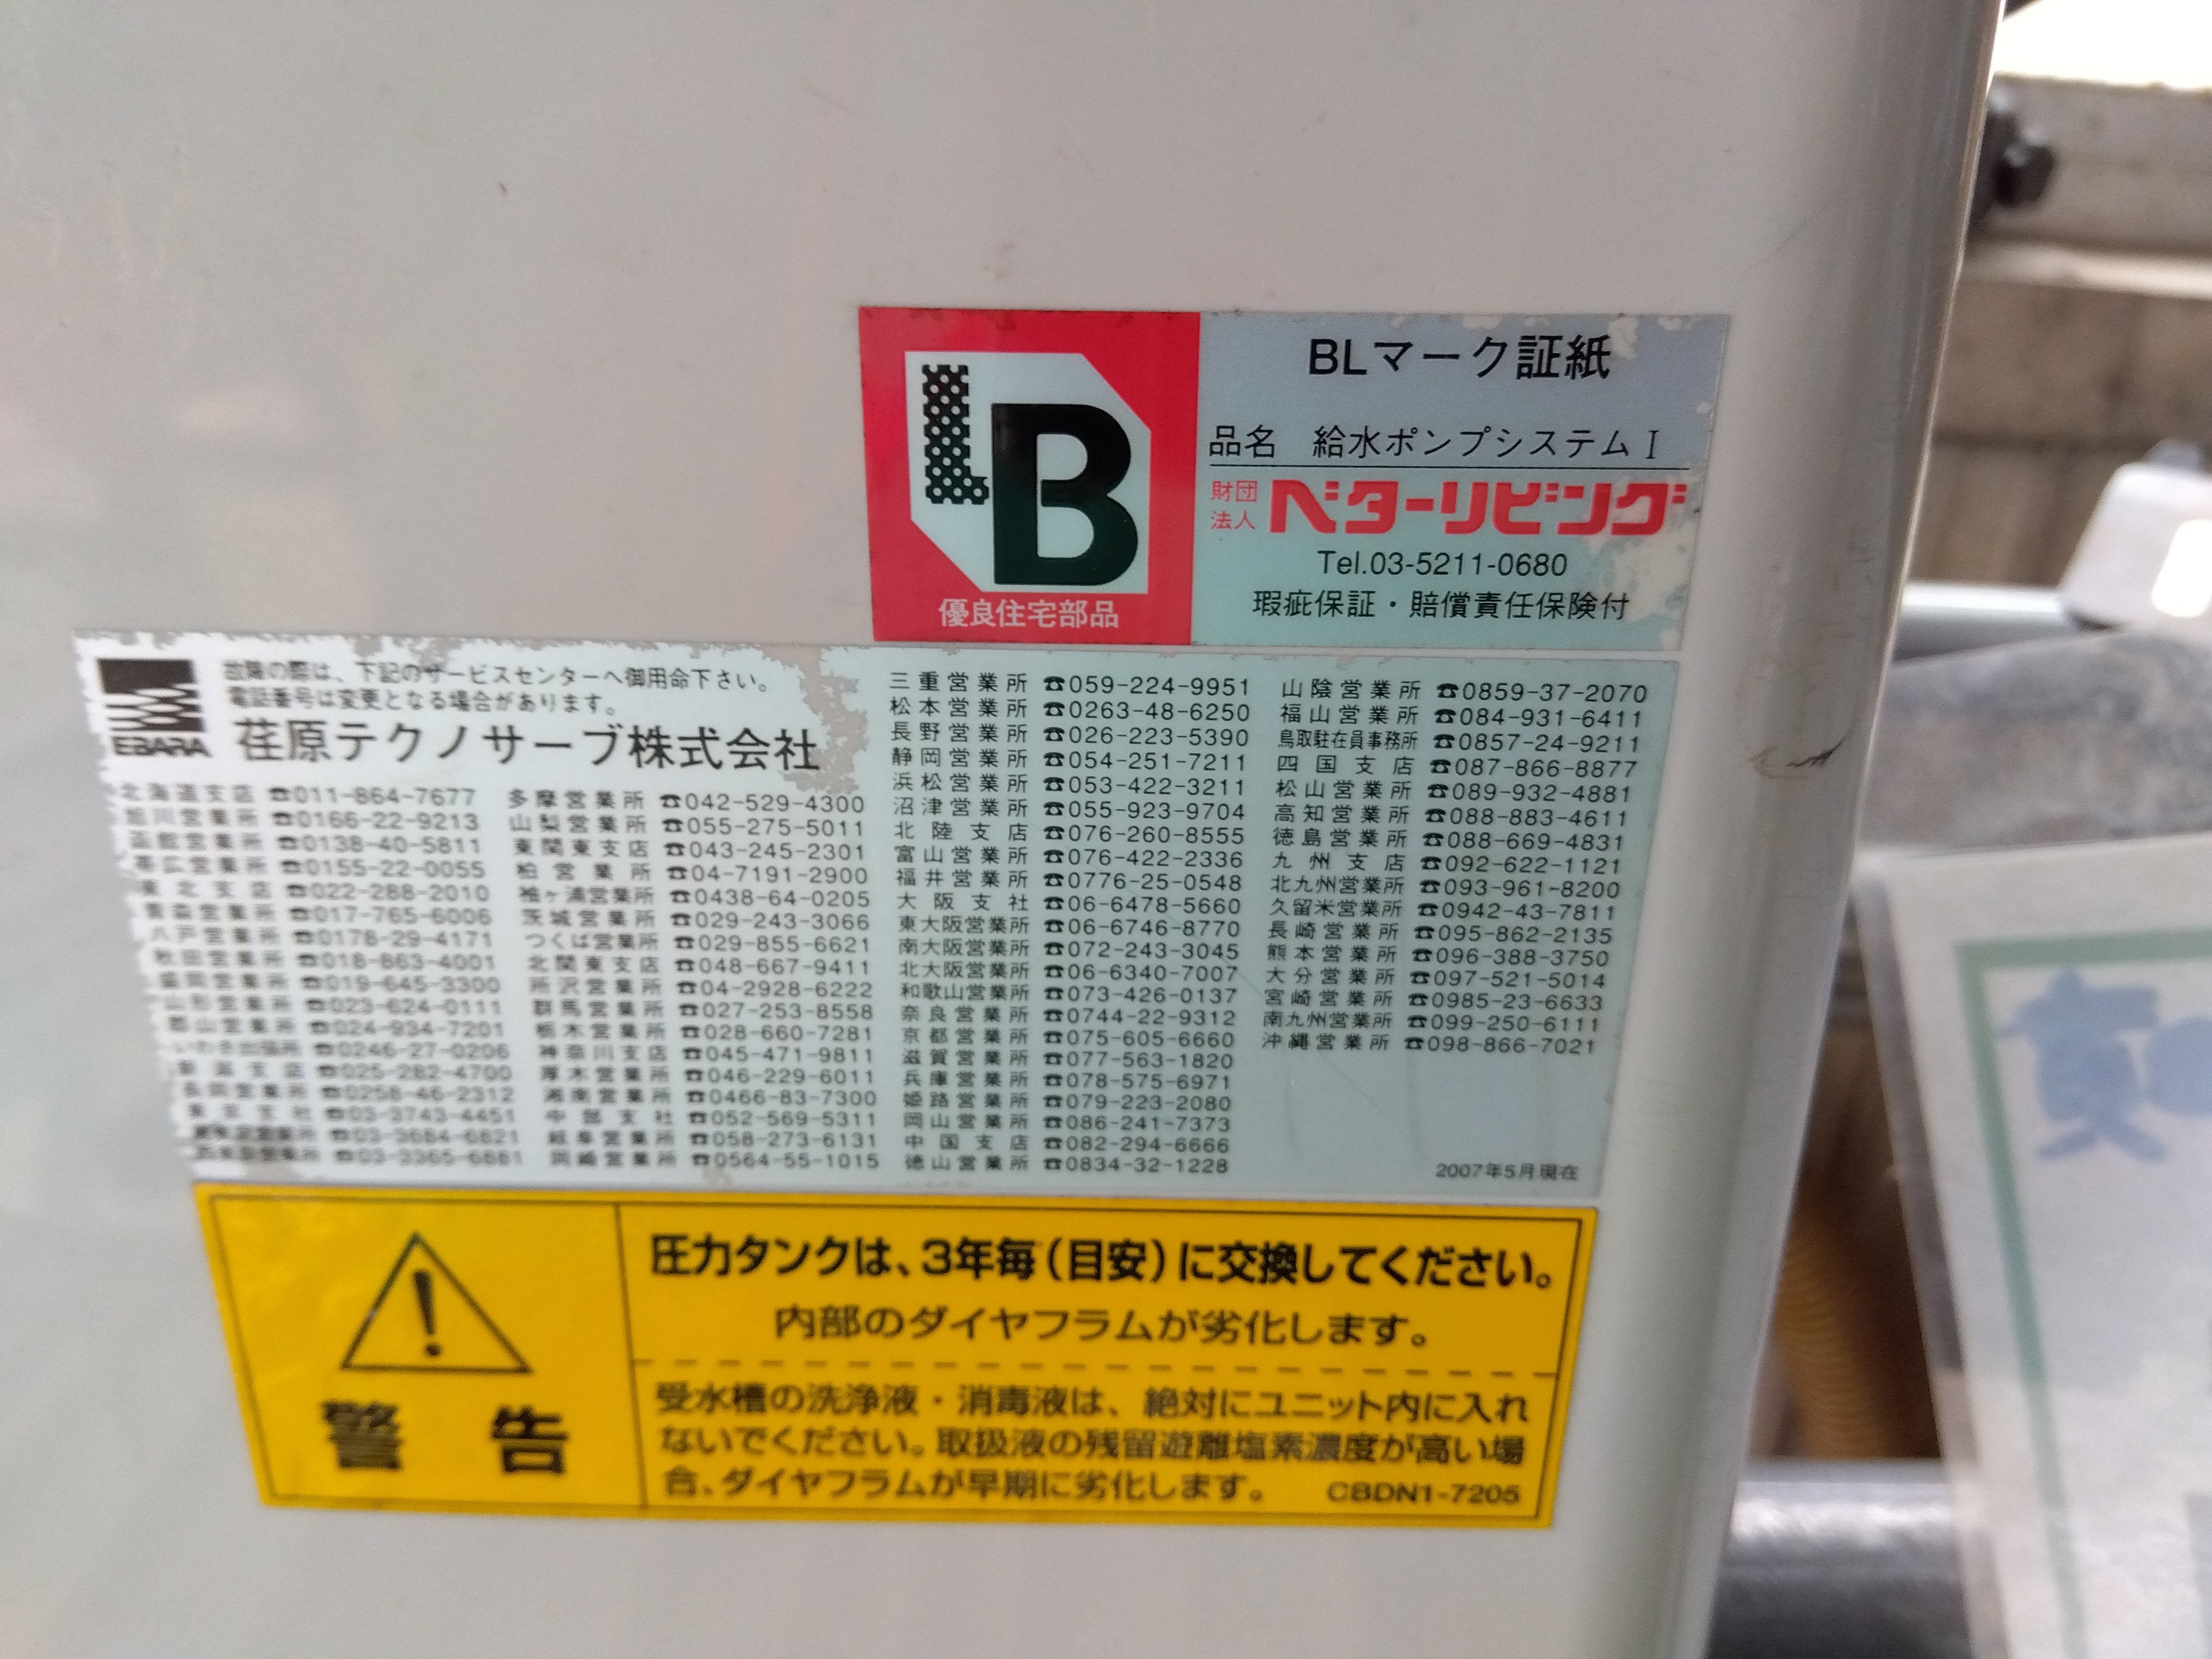 BLマーク証紙
品名 給水ポンプシステムI
財団法人 ベターリビング
Tel.03-5211-0680
瑕疵保証・賠償責任保険付
LB
優良住宅部品
EBARA
故障の際は、下記のサービスセンターへ御用命下さい。
電話番号は変更となる場合があります。
荏原テクノサーブ株式会社
北海道支店 ☎011-864-7677
旭川営業所 ☎0166-22-9213
函館営業所 ☎0138-40-5811
帯広営業所 ☎0155-22-0055
東北支店 ☎022-288-2010
青森営業所 ☎017-765-6006
八戸営業所 ☎0178-29-4171
秋田営業所 ☎018-863-4001
盛岡営業所 ☎019-645-3300
山形営業所 ☎023-624-0111
郡山営業所 ☎024-934-7201
いわき出張所 ☎0246-27-0206
新潟支店 ☎025-282-4700
長岡営業所 ☎0258-46-2312
東京支社 ☎03-3743-4451
☎03-3684-6821
☎03-3365-6881
多摩営業所 ☎042-529-4300
山梨営業所 ☎055-275-5011
東関東支店 ☎043-245-2301
柏営業所 ☎04-7191-2900
袖ヶ浦営業所 ☎0438-64-0205
茨城営業所 ☎029-243-3066
つくば営業所 ☎029-855-6621
北関東支店 ☎048-667-9411
所沢営業所 ☎04-2928-6222
群馬営業所 ☎027-253-8558
栃木営業所 ☎028-660-7281
神奈川支店 ☎045-471-9811
厚木営業所 ☎046-229-6011
湘南営業所 ☎0466-83-7300
中部支社 ☎052-569-5311
岐阜営業所 ☎058-273-6131
岡崎営業所 ☎0564-55-1015
三重営業所 ☎059-224-9951
松本営業所 ☎0263-48-6250
長野営業所 ☎026-223-5390
静岡営業所 ☎054-251-7211
浜松営業所 ☎053-422-3211
沼津営業所 ☎055-923-9704
北陸支店 ☎076-260-8555
富山営業所 ☎076-422-2336
福井営業所 ☎0776-25-0548
大阪支社 ☎06-6478-5660
東大阪営業所 ☎06-6746-8770
南大阪営業所 ☎072-243-3045
北大阪営業所 ☎06-6340-7007
和歌山営業所 ☎073-426-0137
奈良営業所 ☎0744-22-9312
京都営業所 ☎075-605-6660
滋賀営業所 ☎077-563-1820
兵庫営業所 ☎078-575-6971
姫路営業所 ☎079-223-2080
岡山営業所 ☎086-241-7373
中国支店 ☎082-294-6666
徳山営業所 ☎0834-32-1228
山陰営業所 ☎0859-37-2070
福山営業所 ☎084-931-6411
鳥取駐在員事務所 ☎0857-24-9211
四国支店 ☎087-866-8877
松山営業所 ☎089-932-4881
高知営業所 ☎088-883-4611
徳島営業所 ☎088-669-4831
九州支店 ☎092-622-1121
北九州営業所 ☎093-961-8200
久留米営業所 ☎0942-43-7811
長崎営業所 ☎095-862-2135
熊本営業所 ☎096-388-3750
大分営業所 ☎097-521-5014
宮崎営業所 ☎0985-23-6633
南九州営業所 ☎099-250-6111
沖縄営業所 ☎098-866-7021
2007年5月現在
警告
圧力タンクは、3年毎(目安)に交換してください。
内部のダイヤフラムが劣化します。
受水槽の洗浄液・消毒液は、絶対にユニット内に入れ
ないでください。取扱液の残留遊離塩素濃度が高い場
合、ダイヤフラムが早期に劣化します。 CBDN1-7205